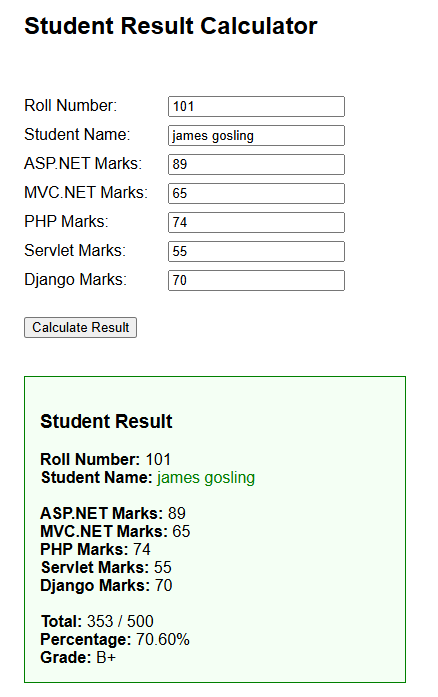 Student Result Calculator
Roll Number: 101
Student Name: james gosling
ASP.NET Marks: 89
MVC.NET Marks: 65
PHP Marks: 74
Servlet Marks: 55
Django Marks: 70
Calculate Result
Student Result
Roll Number: 101
Student Name: james gosling
ASP.NET Marks: 89
MVC.NET Marks: 65
PHP Marks: 74
Servlet Marks: 55
Django Marks: 70
Total: 353 / 500
Percentage: 70.60%
Grade: B+